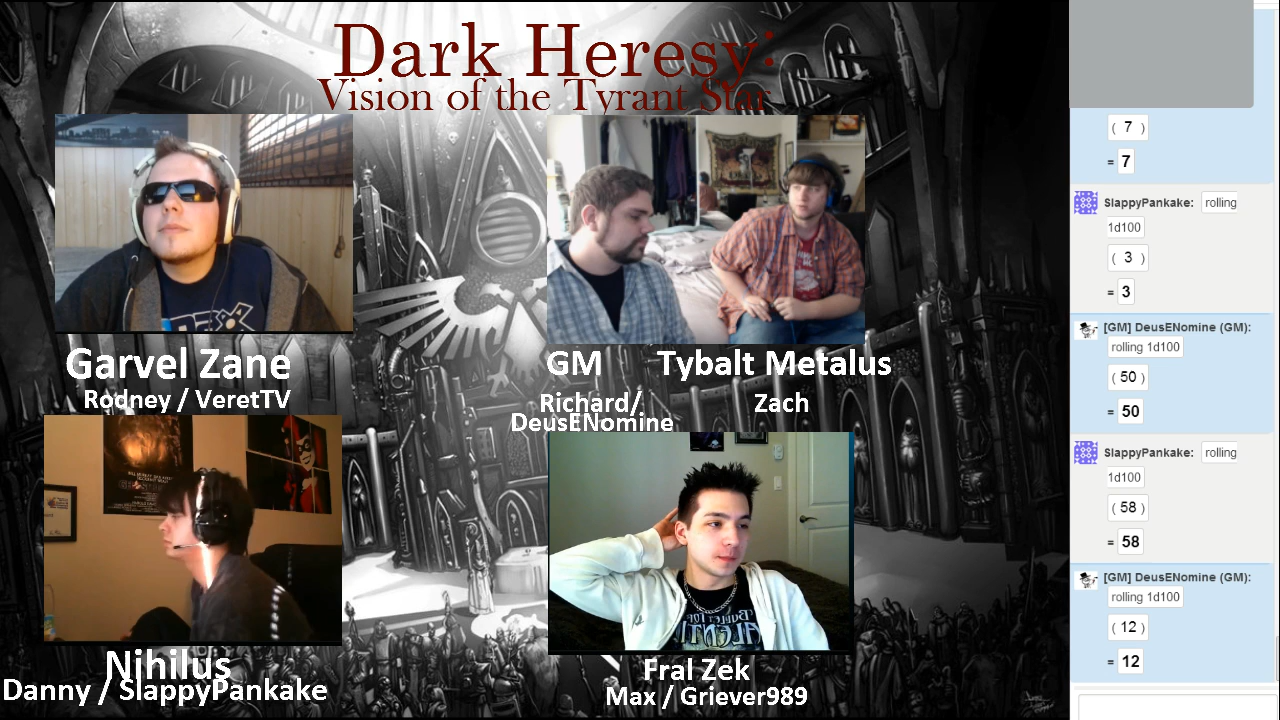 Dark Heresy:
Vision of the Tyrant Star
Garvel Zane
Rodney / VeretTV
GM
Richard/
DeusENomine
Tybalt Metalus
Zach
Nihilus
Danny / SlappyPankake
Fral Zek
Max / Griever989
( 7 )
= 7
SlappyPankake: rolling
1d100
( 3 )
= 3
[GM] DeusENomine (GM):
rolling 1d100
( 50 )
= 50
SlappyPankake: rolling
1d100
( 58 )
= 58
[GM] DeusENomine (GM):
rolling 1d100
( 12 )
= 12